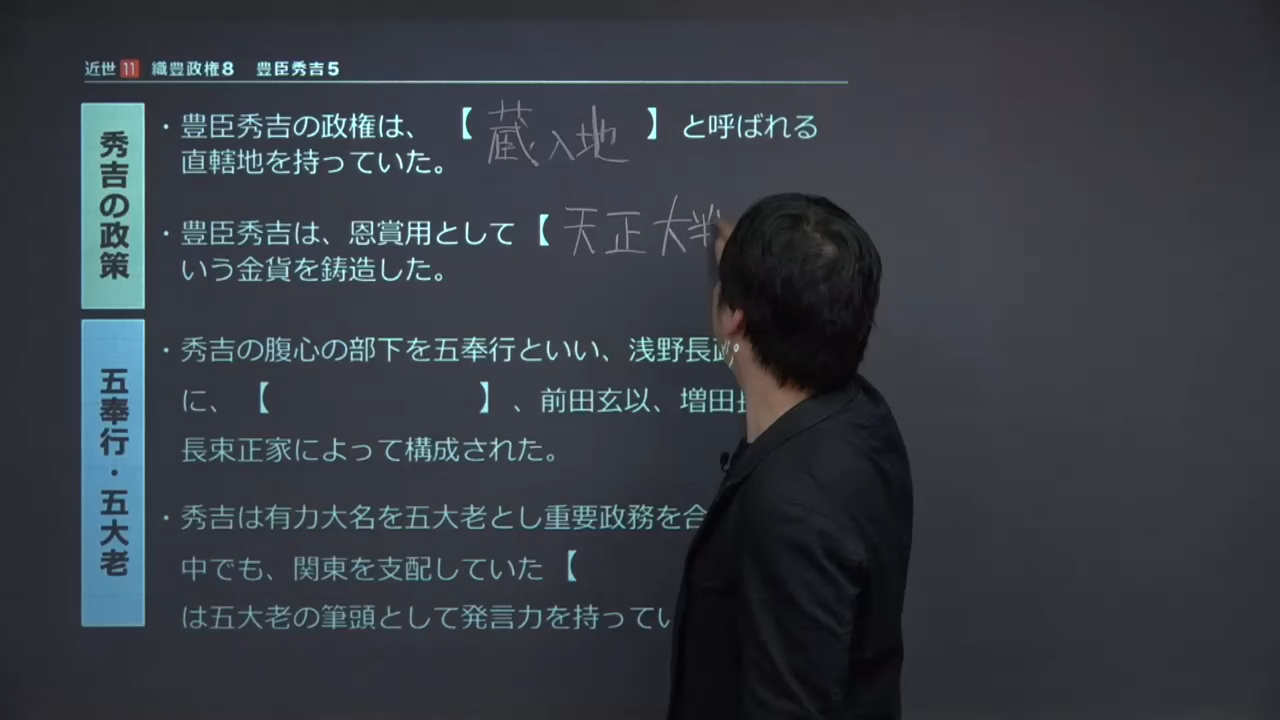 近世 11 織豊政権8 豊臣秀吉5
秀吉の政策
・豊臣秀吉の政権は、【 蔵入地 】と呼ばれる
直轄地を持っていた。
・豊臣秀吉は、恩賞用として【 天正大判
いう金貨を鋳造した。
五奉行・五大老
・秀吉の腹心の部下を五奉行といい、浅野長政
に、【 】、前田玄以、増田
長束正家によって構成された。
・秀吉は有力大名を五大老とし重要政務を合
中でも、関東を支配していた【
は五大老の筆頭として発言力を持ってい